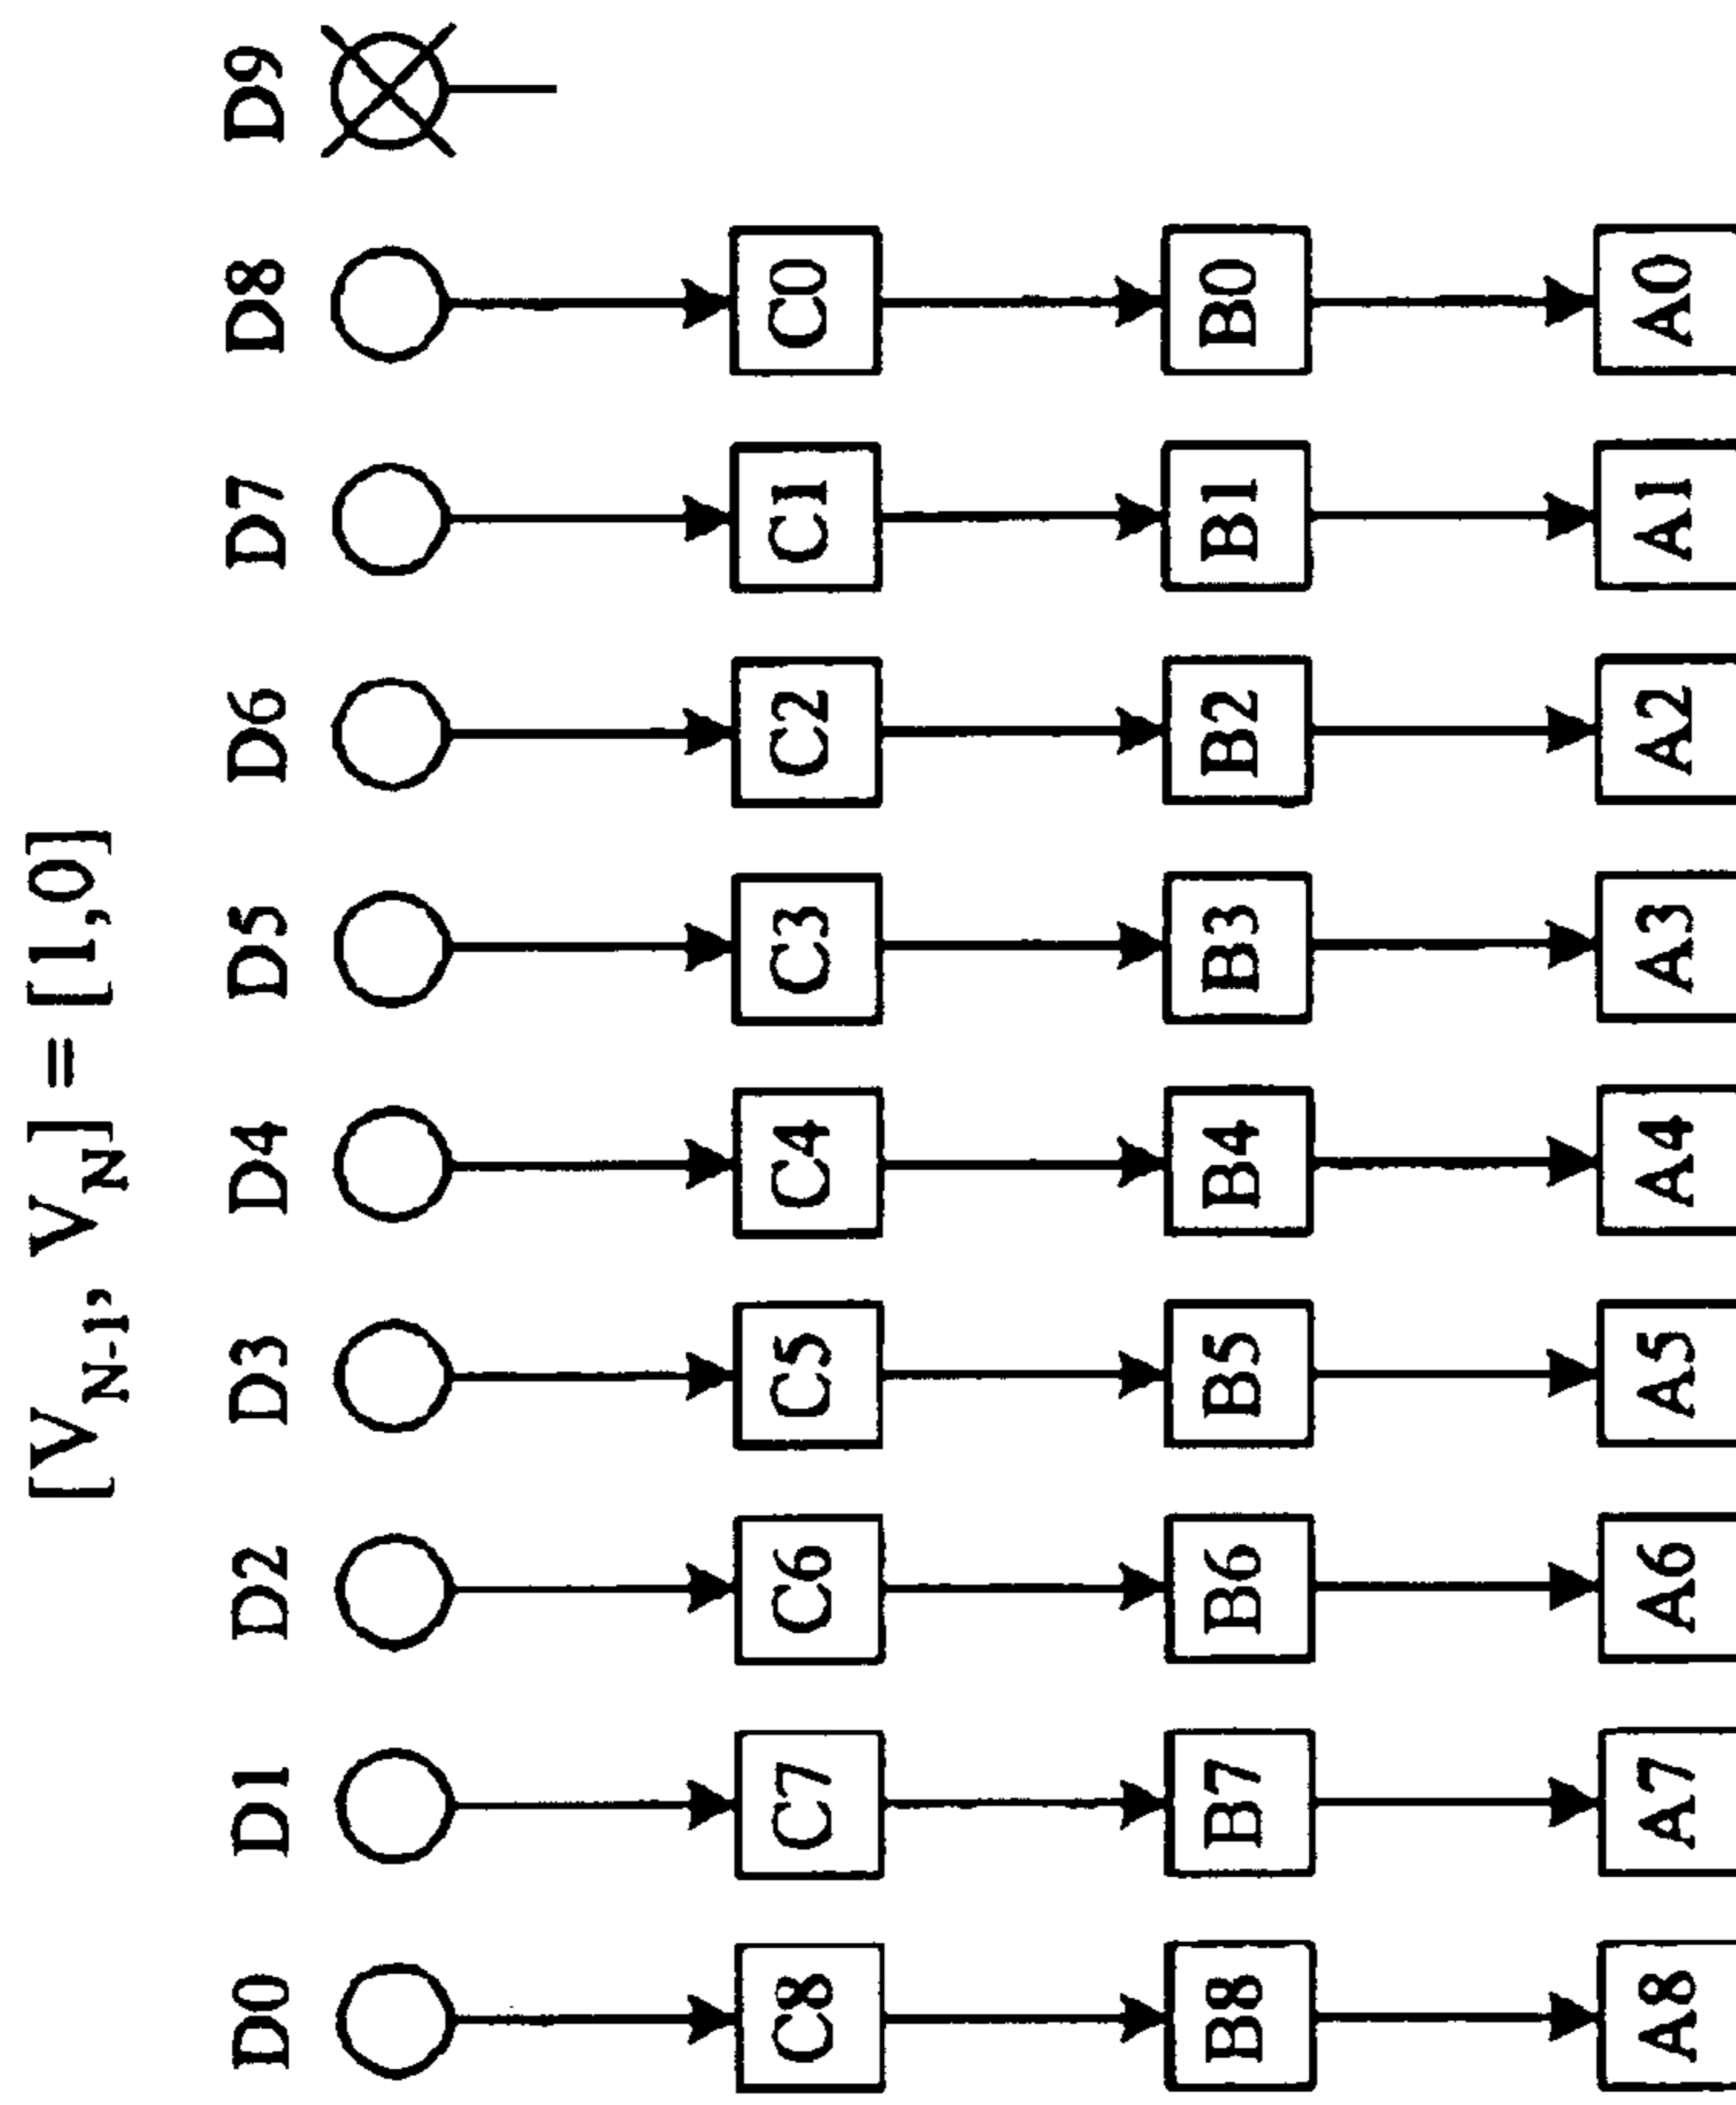 [V_{N-1}, V_N] = [1,0]
D0 D1 D2 D3 D4 D5 D6 D7 D8 D9
C8 C7 C6 C5 C4 C3 C2 C1 C0
B8 B7 B6 B5 B4 B3 B2 B1 B0
A8 A7 A6 A5 A4 A3 A2 A1 A0